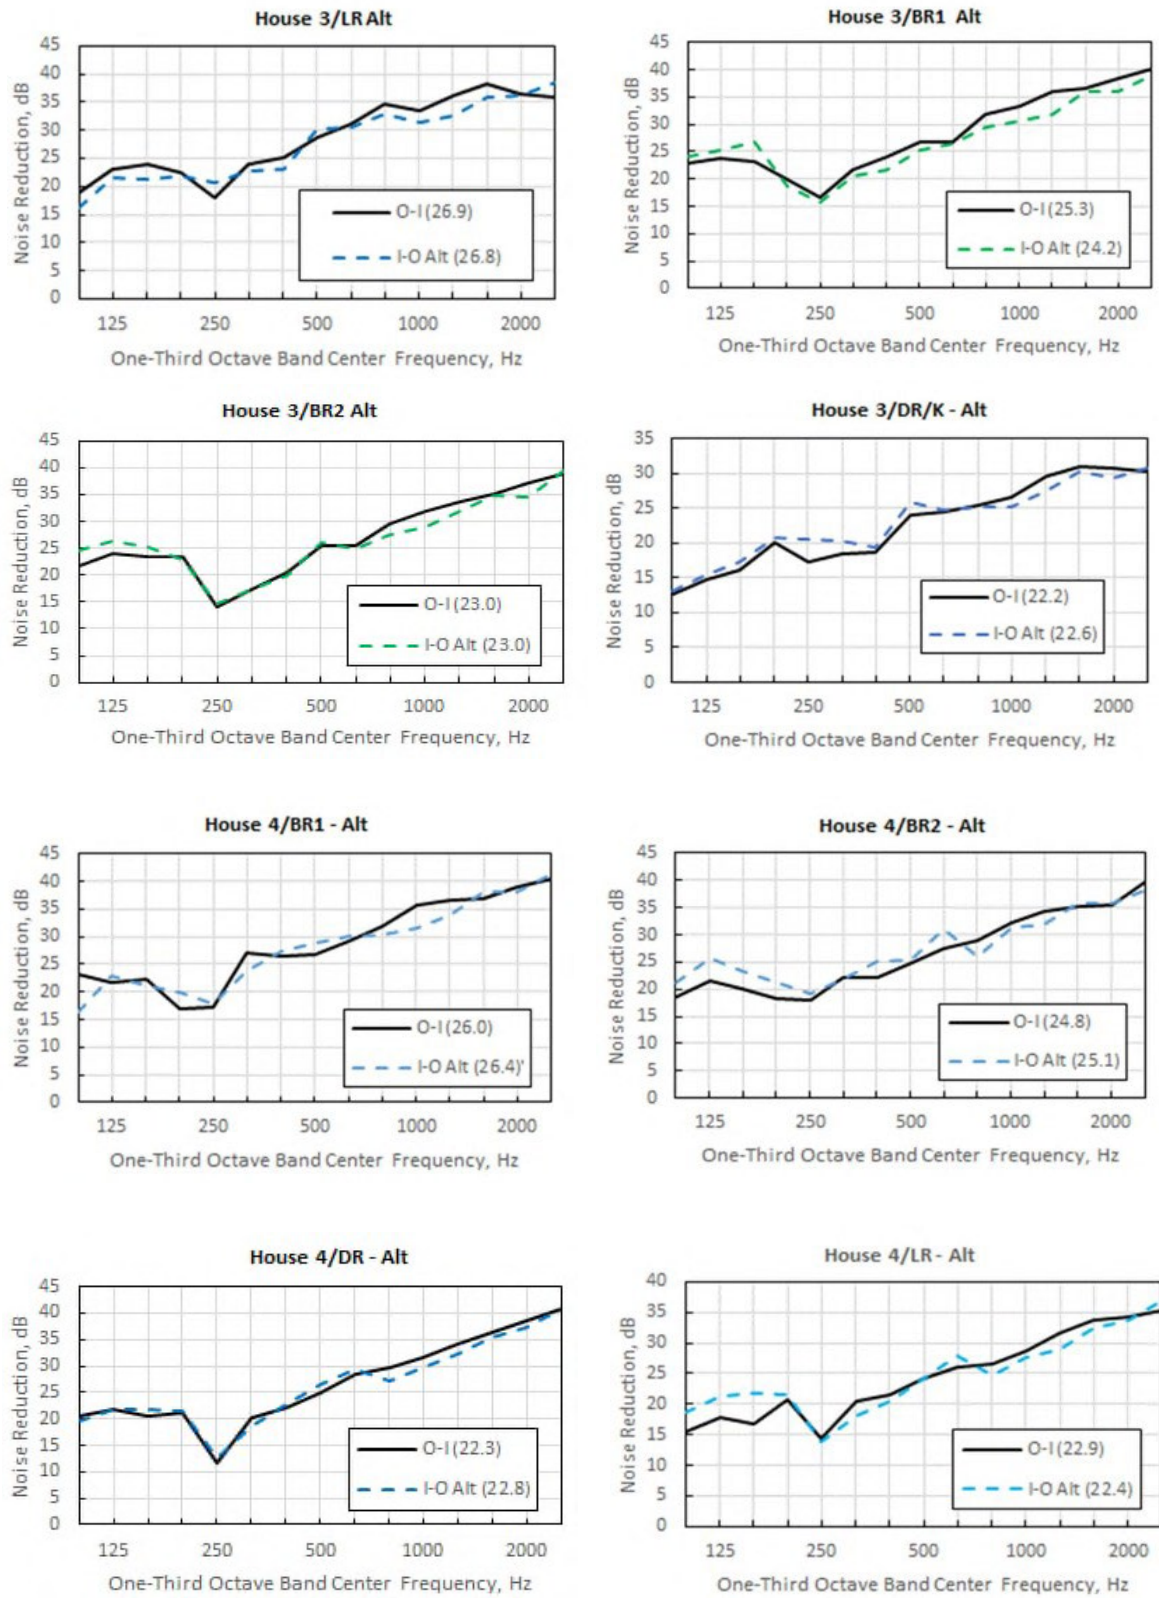 House 3/LR Alt
Noise Reduction, dB
45
40
35
30
25
20
15
10
5
0
O-I (26.9)
I-O Alt (26.8)
125 250 500 1000 2000
One-Third Octave Band Center Frequency, Hz
House 3/BR1 Alt
Noise Reduction, dB
45
40
35
30
25
20
15
10
5
0
O-I (25.3)
I-O Alt (24.2)
125 250 500 1000 2000
One-Third Octave Band Center Frequency, Hz
House 3/BR2 Alt
Noise Reduction, dB
45
40
35
30
25
20
15
10
5
0
O-I (23.0)
I-O Alt (23.0)
125 250 500 1000 2000
One-Third Octave Band Center Frequency, Hz
House 3/DR/K - Alt
Noise Reduction, dB
35
30
25
20
15
10
5
0
O-I (22.2)
I-O Alt (22.6)
125 250 500 1000 2000
One-Third Octave Band Center Frequency, Hz
House 4/BR1 - Alt
Noise Reduction, dB
45
40
35
30
25
20
15
10
5
0
O-I (26.0)
I-O Alt (26.4)'
125 250 500 1000 2000
One-Third Octave Band Center Frequency, Hz
House 4/BR2 - Alt
Noise Reduction, dB
45
40
35
30
25
20
15
10
5
0
O-I (24.8)
I-O Alt (25.1)
125 250 500 1000 2000
One-Third Octave Band Center Frequency, Hz
House 4/DR - Alt
Noise Reduction, dB
45
40
35
30
25
20
15
10
5
0
O-I (22.3)
I-O Alt (22.8)
125 250 500 1000 2000
One-Third Octave Band Center Frequency, Hz
House 4/LR - Alt
Noise Reduction, dB
40
35
30
25
20
15
10
5
0
O-I (22.9)
I-O Alt (22.4)
125 250 500 1000 2000
One-Third Octave Band Center Frequency, Hz